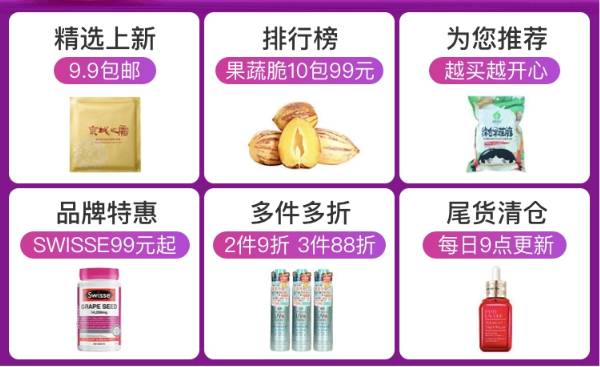 精选上新
9.9包邮
排行榜
果蔬脆10包99元
为您推荐
越买越开心
品牌特惠
SWISSE99元起
Swisse
GRAPE SEED
多件多折
2件9折 3件88折
尾货清仓
每日9点更新